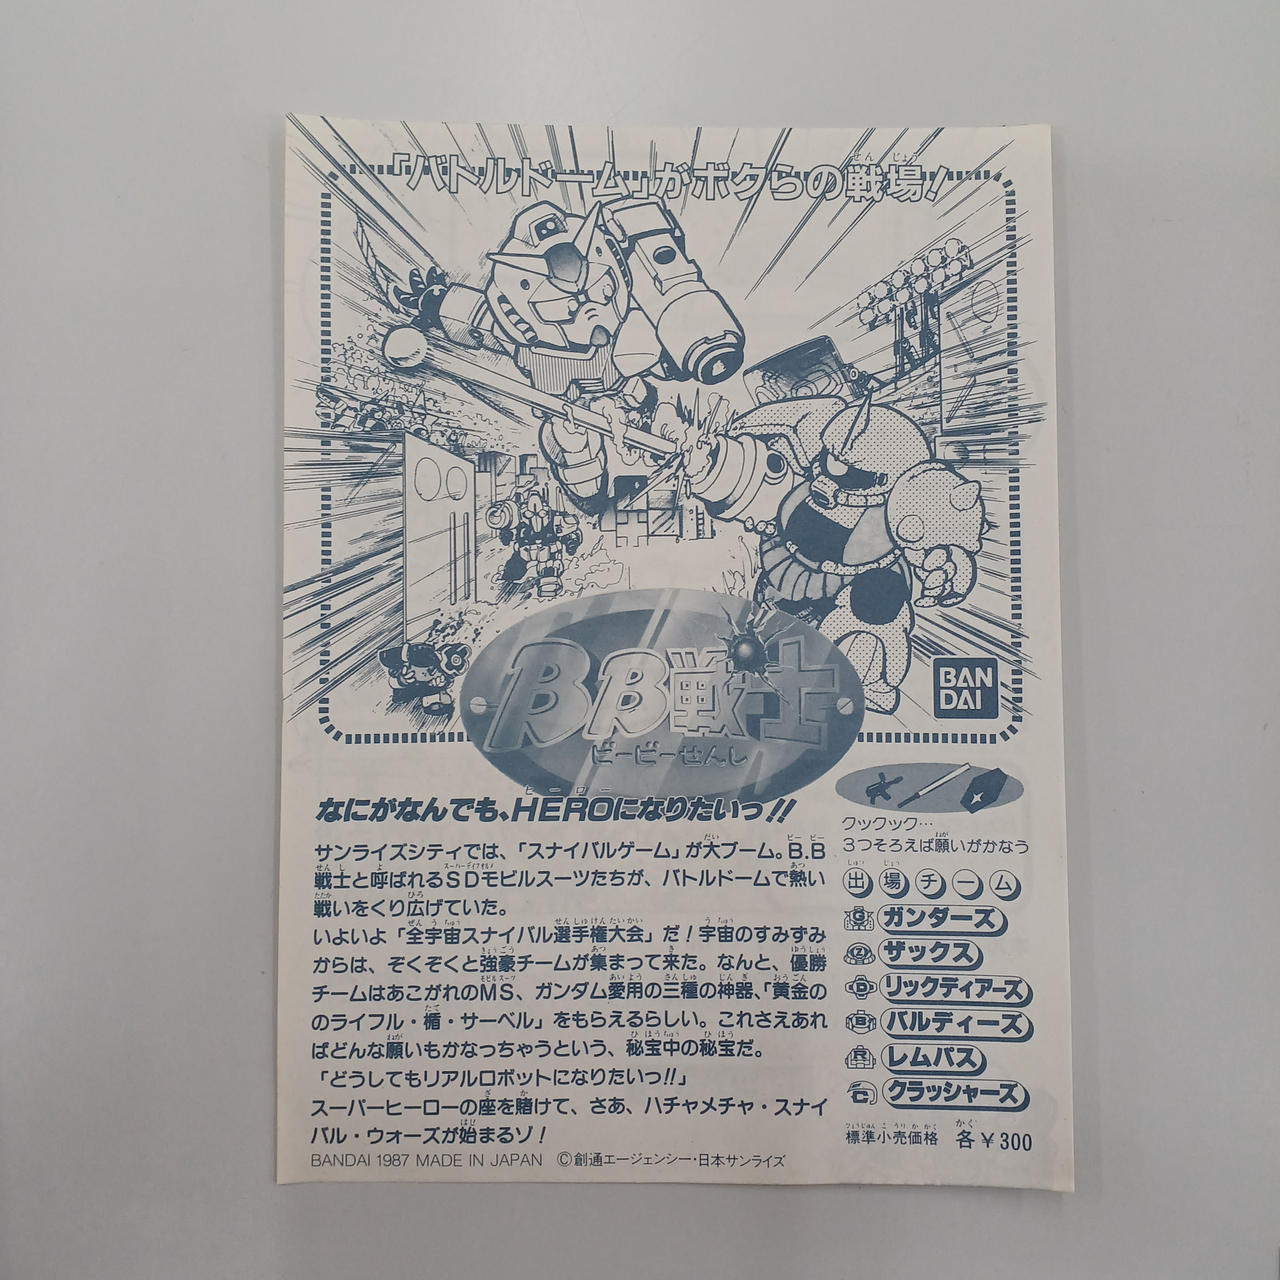 「バトルドーム」がボクらの戦場!
BB戦士
ビービーせんし
BAN
DAI
なにがなんでも、HEROになりたいっ!!
サンライズシティでは、「スナイバルゲーム」が大ブーム。B.B
戦士と呼ばれるSDモビルスーツたちが、バトルドームで熱い
戦いをくり広げていた。
いよいよ「全宇宙スナイバル選手権大会」だ!宇宙のすみずみ
からは、ぞくぞくと強豪チームが集まって来た。なんと、優勝
チームはあこがれのMS、ガンダム愛用の三種の神器、「黄金の
のライフル・楯・サーベル」をもらえるらしい。これさえあれ
ばどんな願いもかなっちゃうという、秘宝中の秘宝だ。
「どうしてもリアルロボットになりたいっ!!」
スーパーヒーローの座を賭けて、さあ、ハチャメチャ・スナイ
バル・ウォーズが始まるゾ!
BANDAI 1987 MADE IN JAPAN ©創通エージェンシー・日本サンライズ
クックック…
3つそろえば願いがかなう
出場チーム
G ガンダーズ
Z ザックス
D リックディアーズ
B バルディーズ
R レムパス
C クラッシャーズ
標準小売価格 各¥300